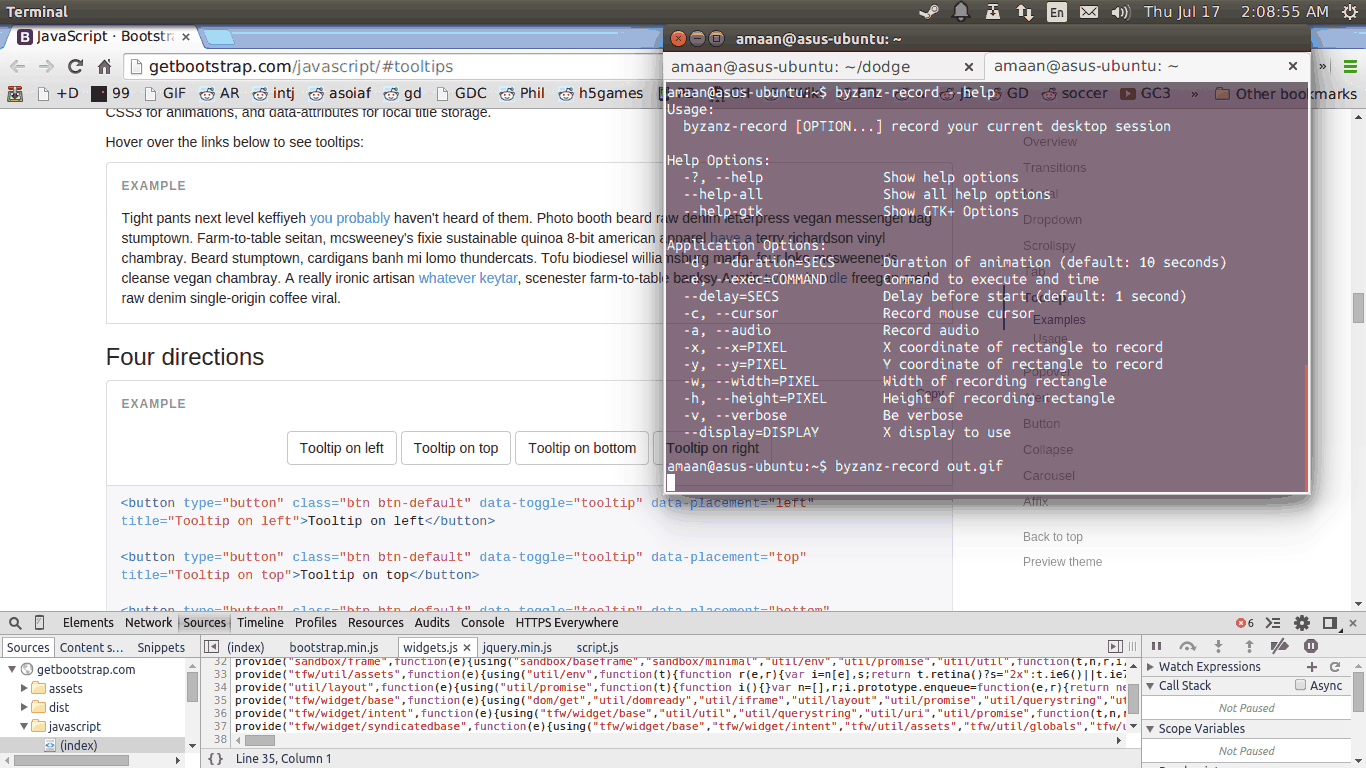 Terminal
En
Thu Jul 17 2:08:55 AM
JavaScript · Bootstra
getbootstrap.com/javascript/#tooltips
+D 99 GIF AR intj asoiaf gd GDC Phil h5games GD soccer GC3 » Other bookmarks
CSS3 for animations, and data-attributes for local title storage.
Hover over the links below to see tooltips:
EXAMPLE
Tight pants next level keffiyeh you probably haven't heard of them. Photo booth beard raw denim letterpress vegan messenger bag
stumptown. Farm-to-table seitan, mcsweeney's fixie sustainable quinoa 8-bit american apparel have a terry richardson vinyl
chambray. Beard stumptown, cardigans banh mi lomo thundercats. Tofu biodiesel williamsburg marfa, four loko mcsweeney's
cleanse vegan chambray. A really ironic artisan whatever keytar, scenester farm-to-table banksy Austin freegan
raw denim single-origin coffee viral.
Four directions
EXAMPLE
Copy
Tooltip on left
Tooltip on top
Tooltip on bottom
Tooltip on right
<button type="button" class="btn btn-default" data-toggle="tooltip" data-placement="left"
title="Tooltip on left">Tooltip on left</button>
<button type="button" class="btn btn-default" data-toggle="tooltip" data-placement="top"
title="Tooltip on top">Tooltip on top</button>
<button type="button" class="btn btn-default" data-toggle="tooltip" data-placement="bottom"
amaan@asus-ubuntu: ~
amaan@asus-ubuntu: ~/dodge
amaan@asus-ubuntu: ~
»
amaan@asus-ubuntu:~$ byzanz-record --help
Usage:
byzanz-record [OPTION...] record your current desktop session
Help Options:
-?, --help Show help options
--help-all Show all help options
--help-gtk Show GTK+ Options
Application Options:
-d, --duration=SECS Duration of animation (default: 10 seconds)
-e, --exec=COMMAND Command to execute and time
--delay=SECS Delay before start (default: 1 second)
-c, --cursor Record mouse cursor
-a, --audio Record audio
-x, --x=PIXEL X coordinate of rectangle to record
-y, --y=PIXEL Y coordinate of rectangle to record
-w, --width=PIXEL Width of recording rectangle
-h, --height=PIXEL Height of recording rectangle
-v, --verbose Be verbose
--display=DISPLAY X display to use
amaan@asus-ubuntu:~$ byzanz-record out.gif
Overview
Transitions
Modal
Dropdown
Scrollspy
Tab
Tooltip
Examples
Usage
Popover
Button
Collapse
Carousel
Affix
Back to top
Preview theme
Elements Network Sources Timeline Profiles Resources Audits Console HTTPS Everywhere
6
Sources Content s... Snippets
(index) bootstrap.min.js widgets.js jquery.min.js script.js
getbootstrap.com
assets
dist
javascript
(index)
32 provide("sandbox/frame",function(e){using("sandbox/baseframe","sandbox/minimal","util/env","util/promise","util/util",function(t,n,r,i,
33 provide("tfw/util/assets",function(e){using("util/env",function(t){function r(e,r){var i=n[e],s;return t.retina()?s="2x":t.ie6()||t.ie7
34 provide("util/layout",function(e){using("util/promise",function(t){function i(){}var n=[],r;i.prototype.enqueue=function(e,r){return ne
35 provide("tfw/widget/base",function(e){using("dom/get","util/domready","util/iframe","util/layout","util/promise","util/querystring","ut
36 provide("tfw/widget/intent",function(e){using("tfw/widget/base","util/util","util/querystring","util/uri","util/promise",function(t,n,r
37 provide("tfw/widget/syndicatedbase",function(e){using("tfw/widget/base","tfw/widget/intent","tfw/util/assets","tfw/util/globals","tfw/u
38
{} Line 35, Column 1
Watch Expressions
Call Stack
Async
Not Paused
Scope Variables
Not Paused